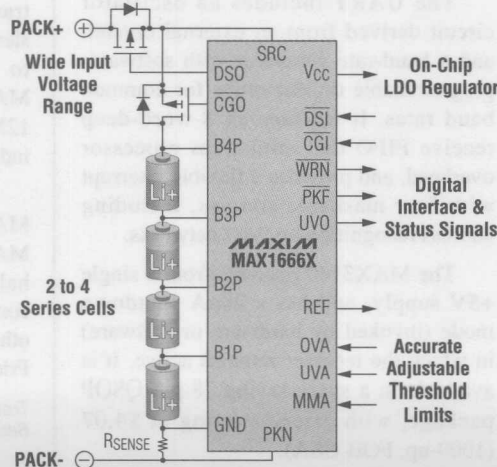 PACK+
SRC
Wide Input
Voltage
Range
DSO
VCC
On-Chip
LDO Regulator
CGO
DSI
CGI
B4P
WRN
PKF
UVO
Digital
Interface &
Status Signals
Li+
B3P
MAXIM
MAX1666X
Li+
2 to 4
Series Cells
B2P
REF
Li+
B1P
OVA
UVA
MMA
Accurate
Adjustable
Threshold
Limits
Li+
GND
RSENSE
PKN
PACK-